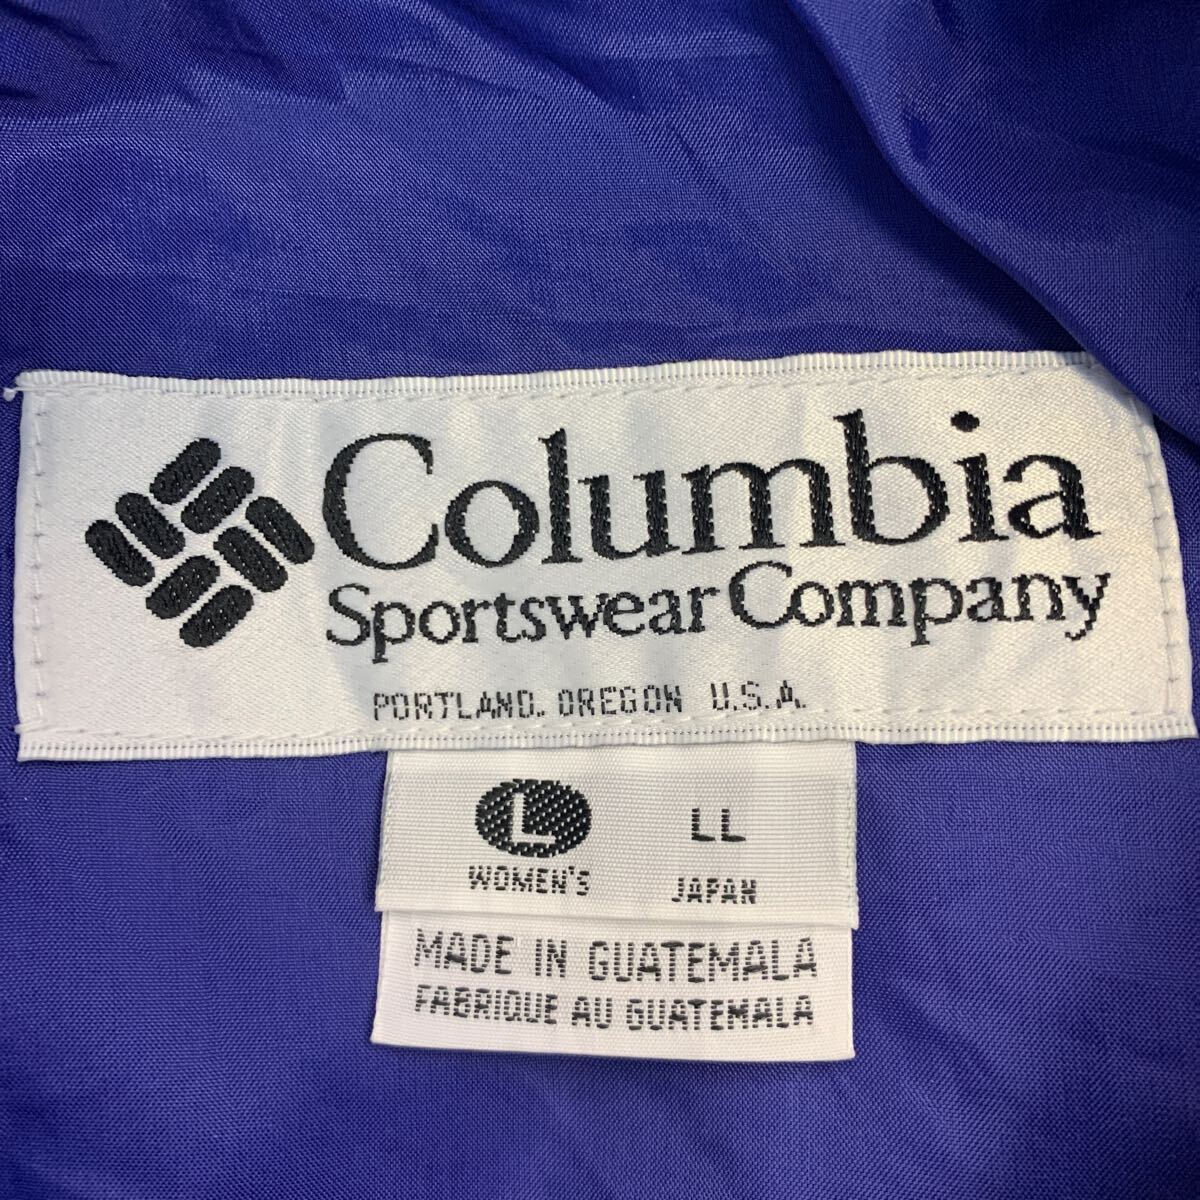 Columbia
Sportswear Company
PORTLAND. OREGON U.S.A.
L LL
WOMEN'S JAPAN
MADE IN GUATEMALA
FABRIQUE AU GUATEMALA